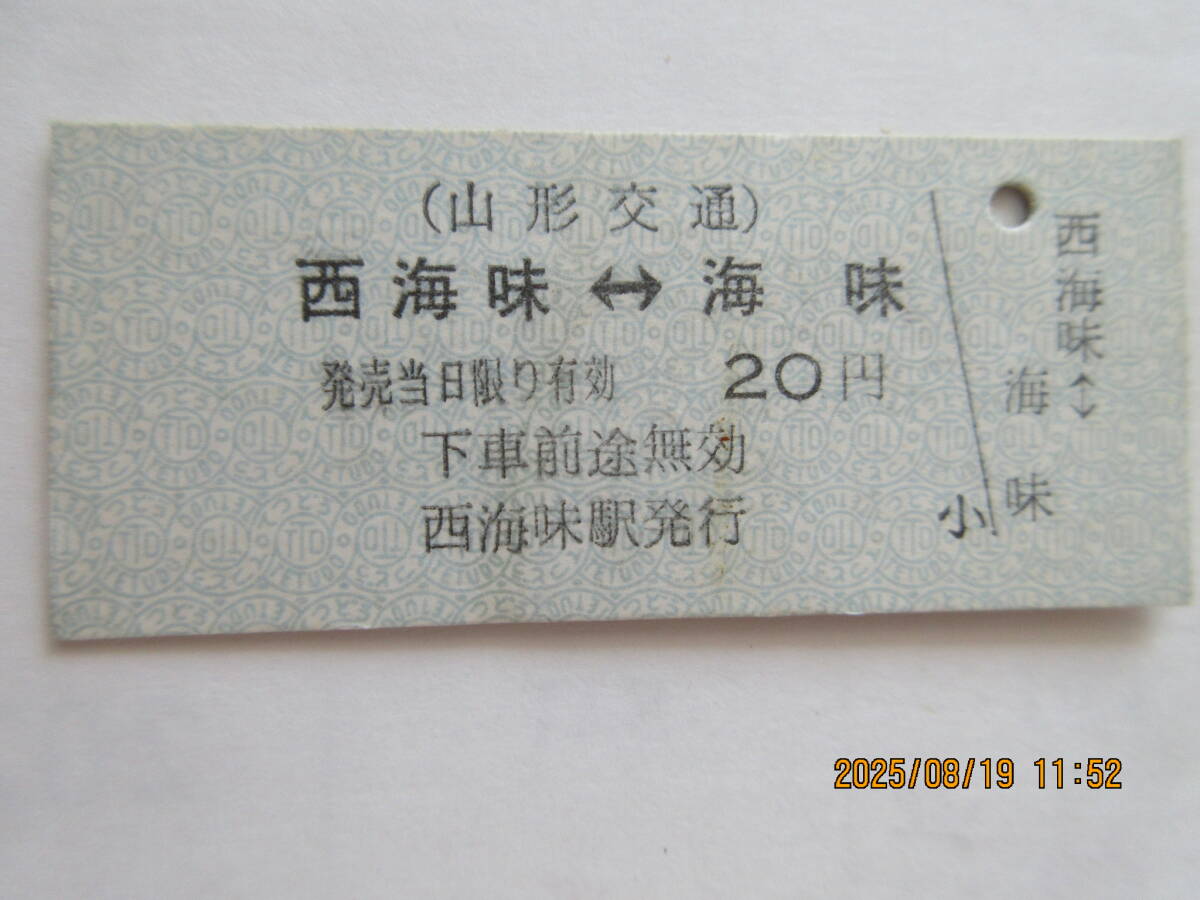 (山形交通)
西海味↔海味
発売当日限り有効 20円
下車前途無効
西海味駅発行
小
西海味↔
海味
2025/08/19 11:52